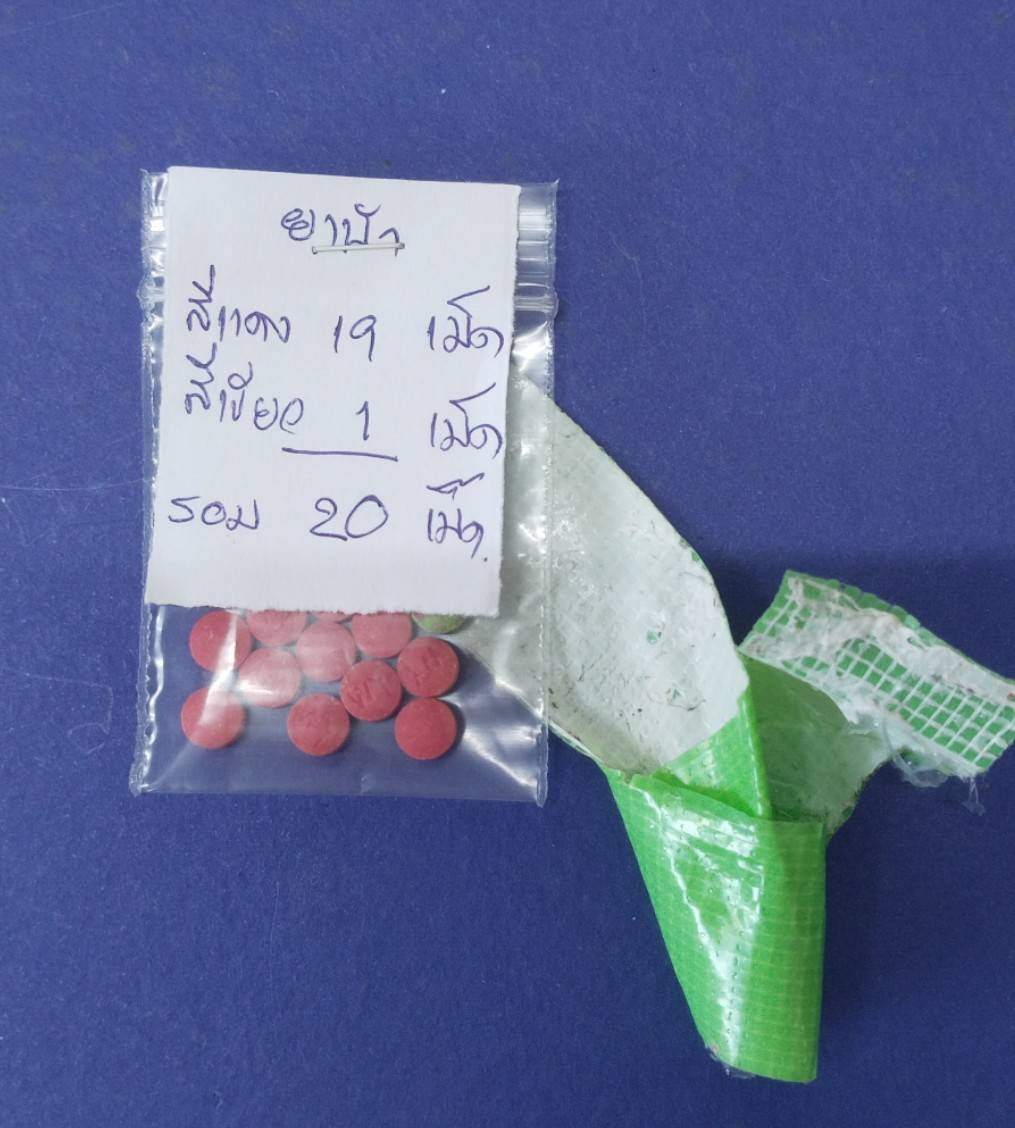 ยาบ้า
สีแดง 19 เม็ด
สีเขียว 1 เม็ด
รวม 20 เม็ด